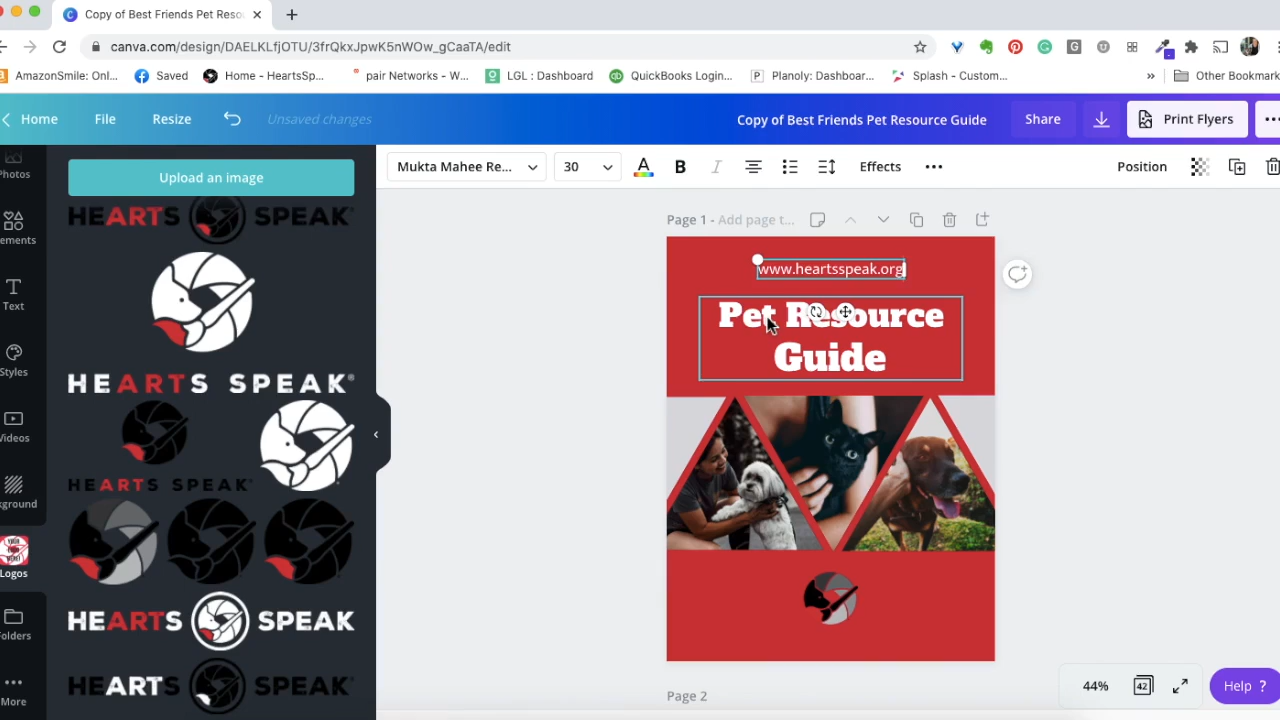 Copy of Best Friends Pet Reso
canva.com/design/DAELKLfjOTU/3frQkxJpwK5nWOw_gCaaTA/edit
AmazonSmile: Onl...
Saved
Home - HeartsSp...
pair Networks - W...
LGL : Dashboard
QuickBooks Login...
Planoly: Dashboar...
Splash - Custom...
»
Other Bookmark
Home
File
Resize
Unsaved changes
Copy of Best Friends Pet Resource Guide
Share
Print Flyers
Photos
ements
Text
Styles
Videos
kground
Logos
Folders
More
Upload an image
HEARTS SPEAK
HEARTS SPEAK®
HEARTS SPEAK
HEARTS SPEAK
HEARTS SPEAK
Mukta Mahee Re...
30
A
B
I
Effects
Position
Page 1 - Add page t...
www.heartsspeak.org
Pet Resource
Guide
Page 2
44%
42
Help ?